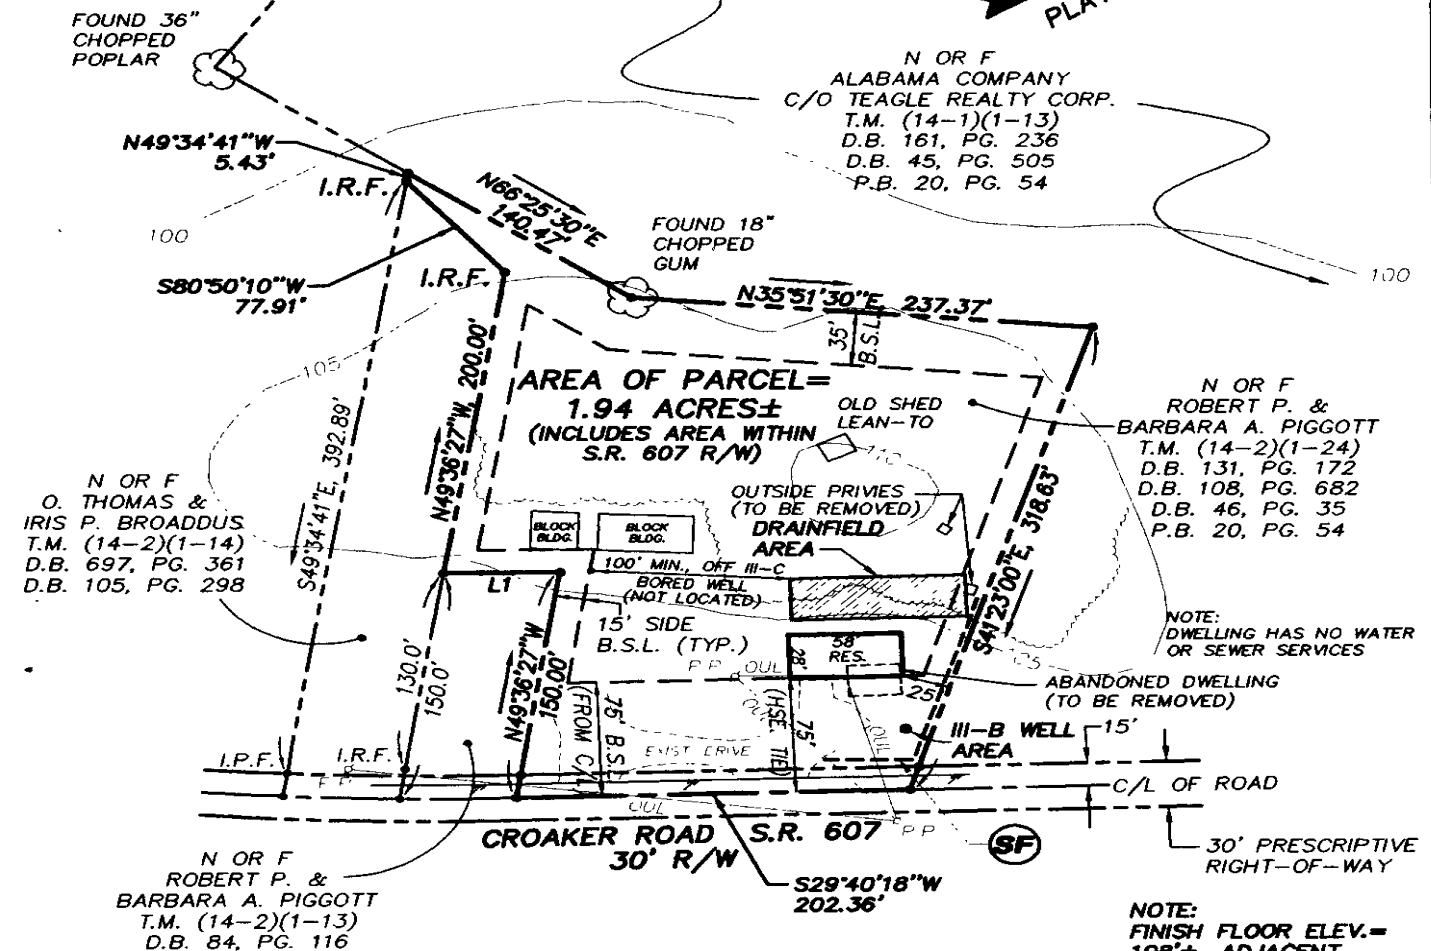 FOUND 36"
CHOPPED
POPLAR
N OR F
ALABAMA COMPANY
C/O TEAGLE REALTY CORP.
T.M. (14-1)(1-13)
D.B. 161, PG. 236
D.B. 45, PG. 505
P.B. 20, PG. 54
N49°34'41"W
5.43'
I.R.F.
N66°25'30"E
140.47'
FOUND 18"
CHOPPED
GUM
100
100
S80°50'10"W
77.91'
I.R.F.
N35°51'30"E 237.37'
35'
B.S.L.
105
S49°34'41"E, 392.89'
N49°36'27"W, 200.00'
AREA OF PARCEL=
1.94 ACRES±
(INCLUDES AREA WITHIN
S.R. 607 R/W)
OLD SHED
LEAN-TO
110
N OR F
ROBERT P. &
BARBARA A. PIGGOTT
T.M. (14-2)(1-24)
D.B. 131, PG. 172
D.B. 108, PG. 682
D.B. 46, PG. 35
P.B. 20, PG. 54
S41°23'00"E, 318.63'
N OR F
O. THOMAS &
IRIS P. BROADDUS
T.M. (14-2)(1-14)
D.B. 697, PG. 361
D.B. 105, PG. 298
OUTSIDE PRIVIES
(TO BE REMOVED)
DRAINFIELD
AREA
BLOCK
BLDG.
BLOCK
BLDG.
100' MIN., OFF III-C
BORED WELL
(NOT LOCATED)
L1
15' SIDE
B.S.L. (TYP.)
P.P.
OUL
58'
RES.
28'
25'
NOTE:
DWELLING HAS NO WATER
OR SEWER SERVICES
ABANDONED DWELLING
(TO BE REMOVED)
130.0'
150.0'
N49°36'27"W
150.00'
75' B.S.L.
(FROM C/L)
75'
(HSE. TIE)
OUL
III-B WELL
AREA
15'
EXIST DRIVE
I.P.F.
I.R.F.
P.P.
C/L OF ROAD
OUL
CROAKER ROAD S.R. 607
30' R/W
P.P.
SF
30' PRESCRIPTIVE
RIGHT-OF-WAY
S29°40'18"W
202.36'
N OR F
ROBERT P. &
BARBARA A. PIGGOTT
T.M. (14-2)(1-13)
D.B. 84, PG. 116
NOTE:
FINISH FLOOR ELEV.=